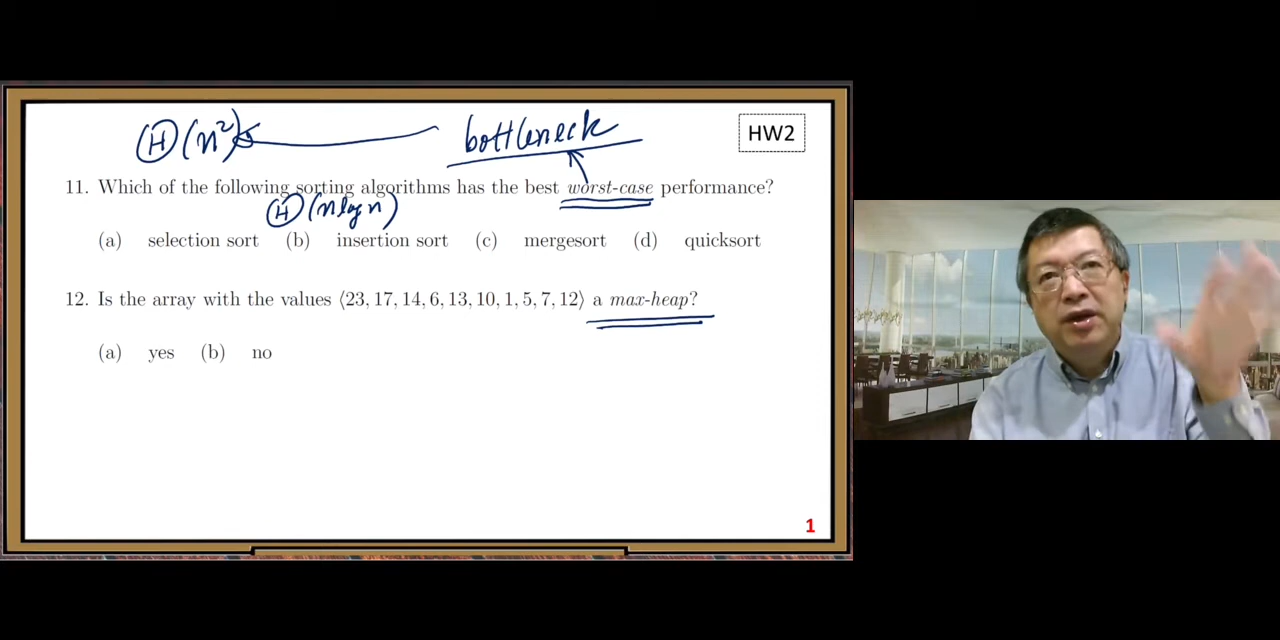 Ⓗ(n²) bottleneck HW2
11. Which of the following sorting algorithms has the best worst-case performance?
Ⓗ(n log n)
(a) selection sort (b) insertion sort (c) mergesort (d) quicksort
12. Is the array with the values ⟨23, 17, 14, 6, 13, 10, 1, 5, 7, 12⟩ a max-heap?
(a) yes (b) no
1